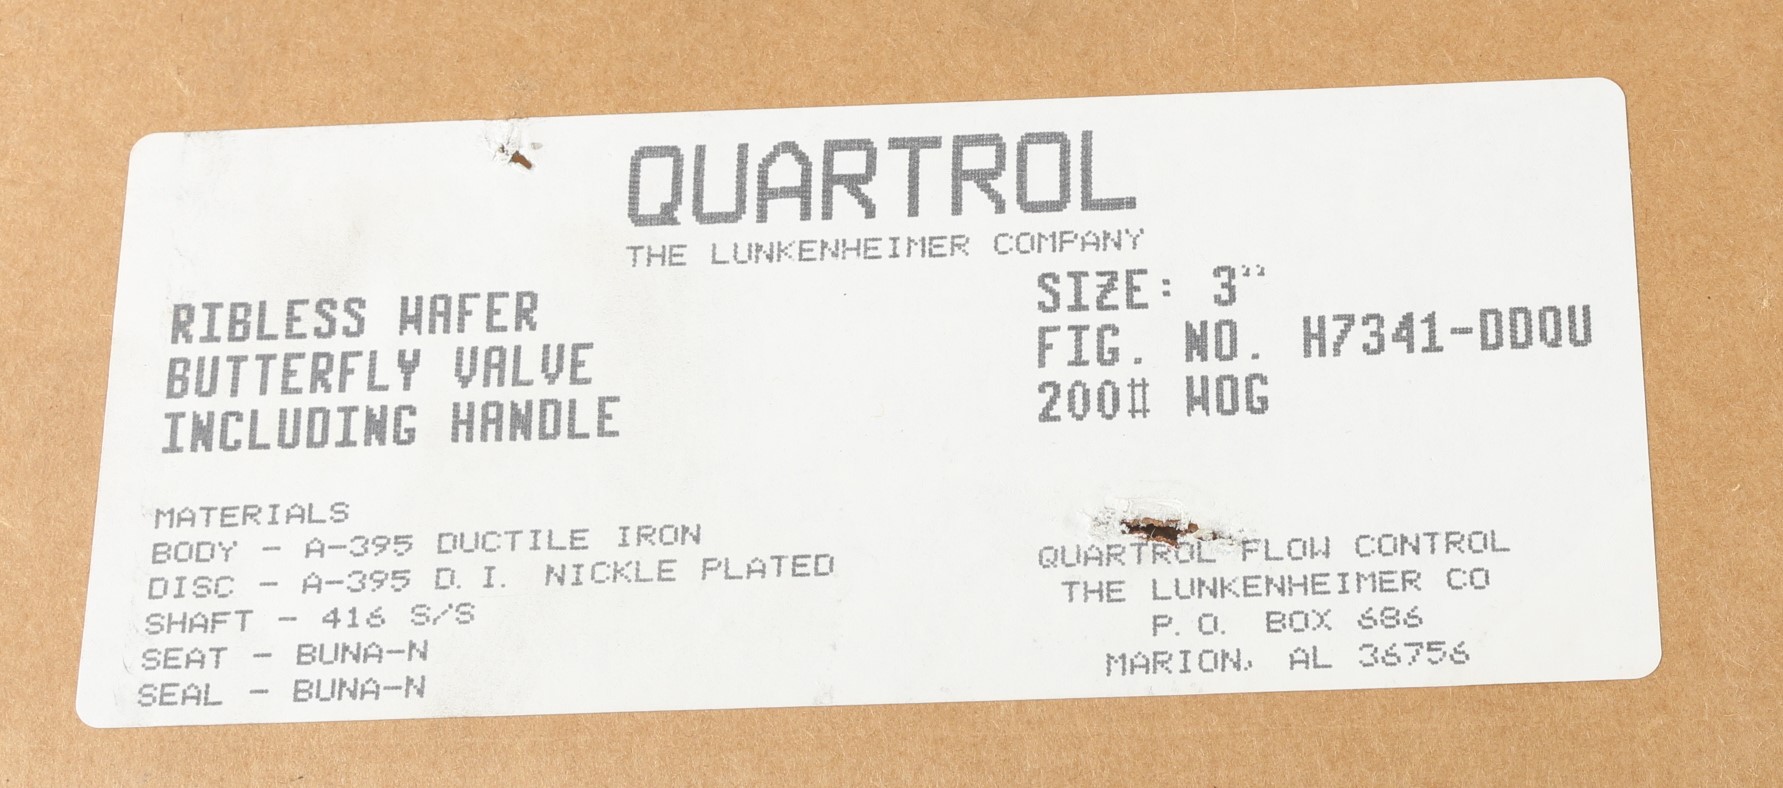 QUARTROL
THE LUNKENHEIMER COMPANY
RIBLESS WAFER
BUTTERFLY VALVE
INCLUDING HANDLE
SIZE: 3"
FIG. NO. H7341-DDQU
200# WOG
MATERIALS
BODY - A-395 DUCTILE IRON
DISC - A-395 D.I. NICKLE PLATED
SHAFT - 416 S/S
SEAT - BUNA-N
SEAL - BUNA-N
QUARTROL FLOW CONTROL
THE LUNKENHEIMER CO
P.O. BOX 686
MARION, AL 36756